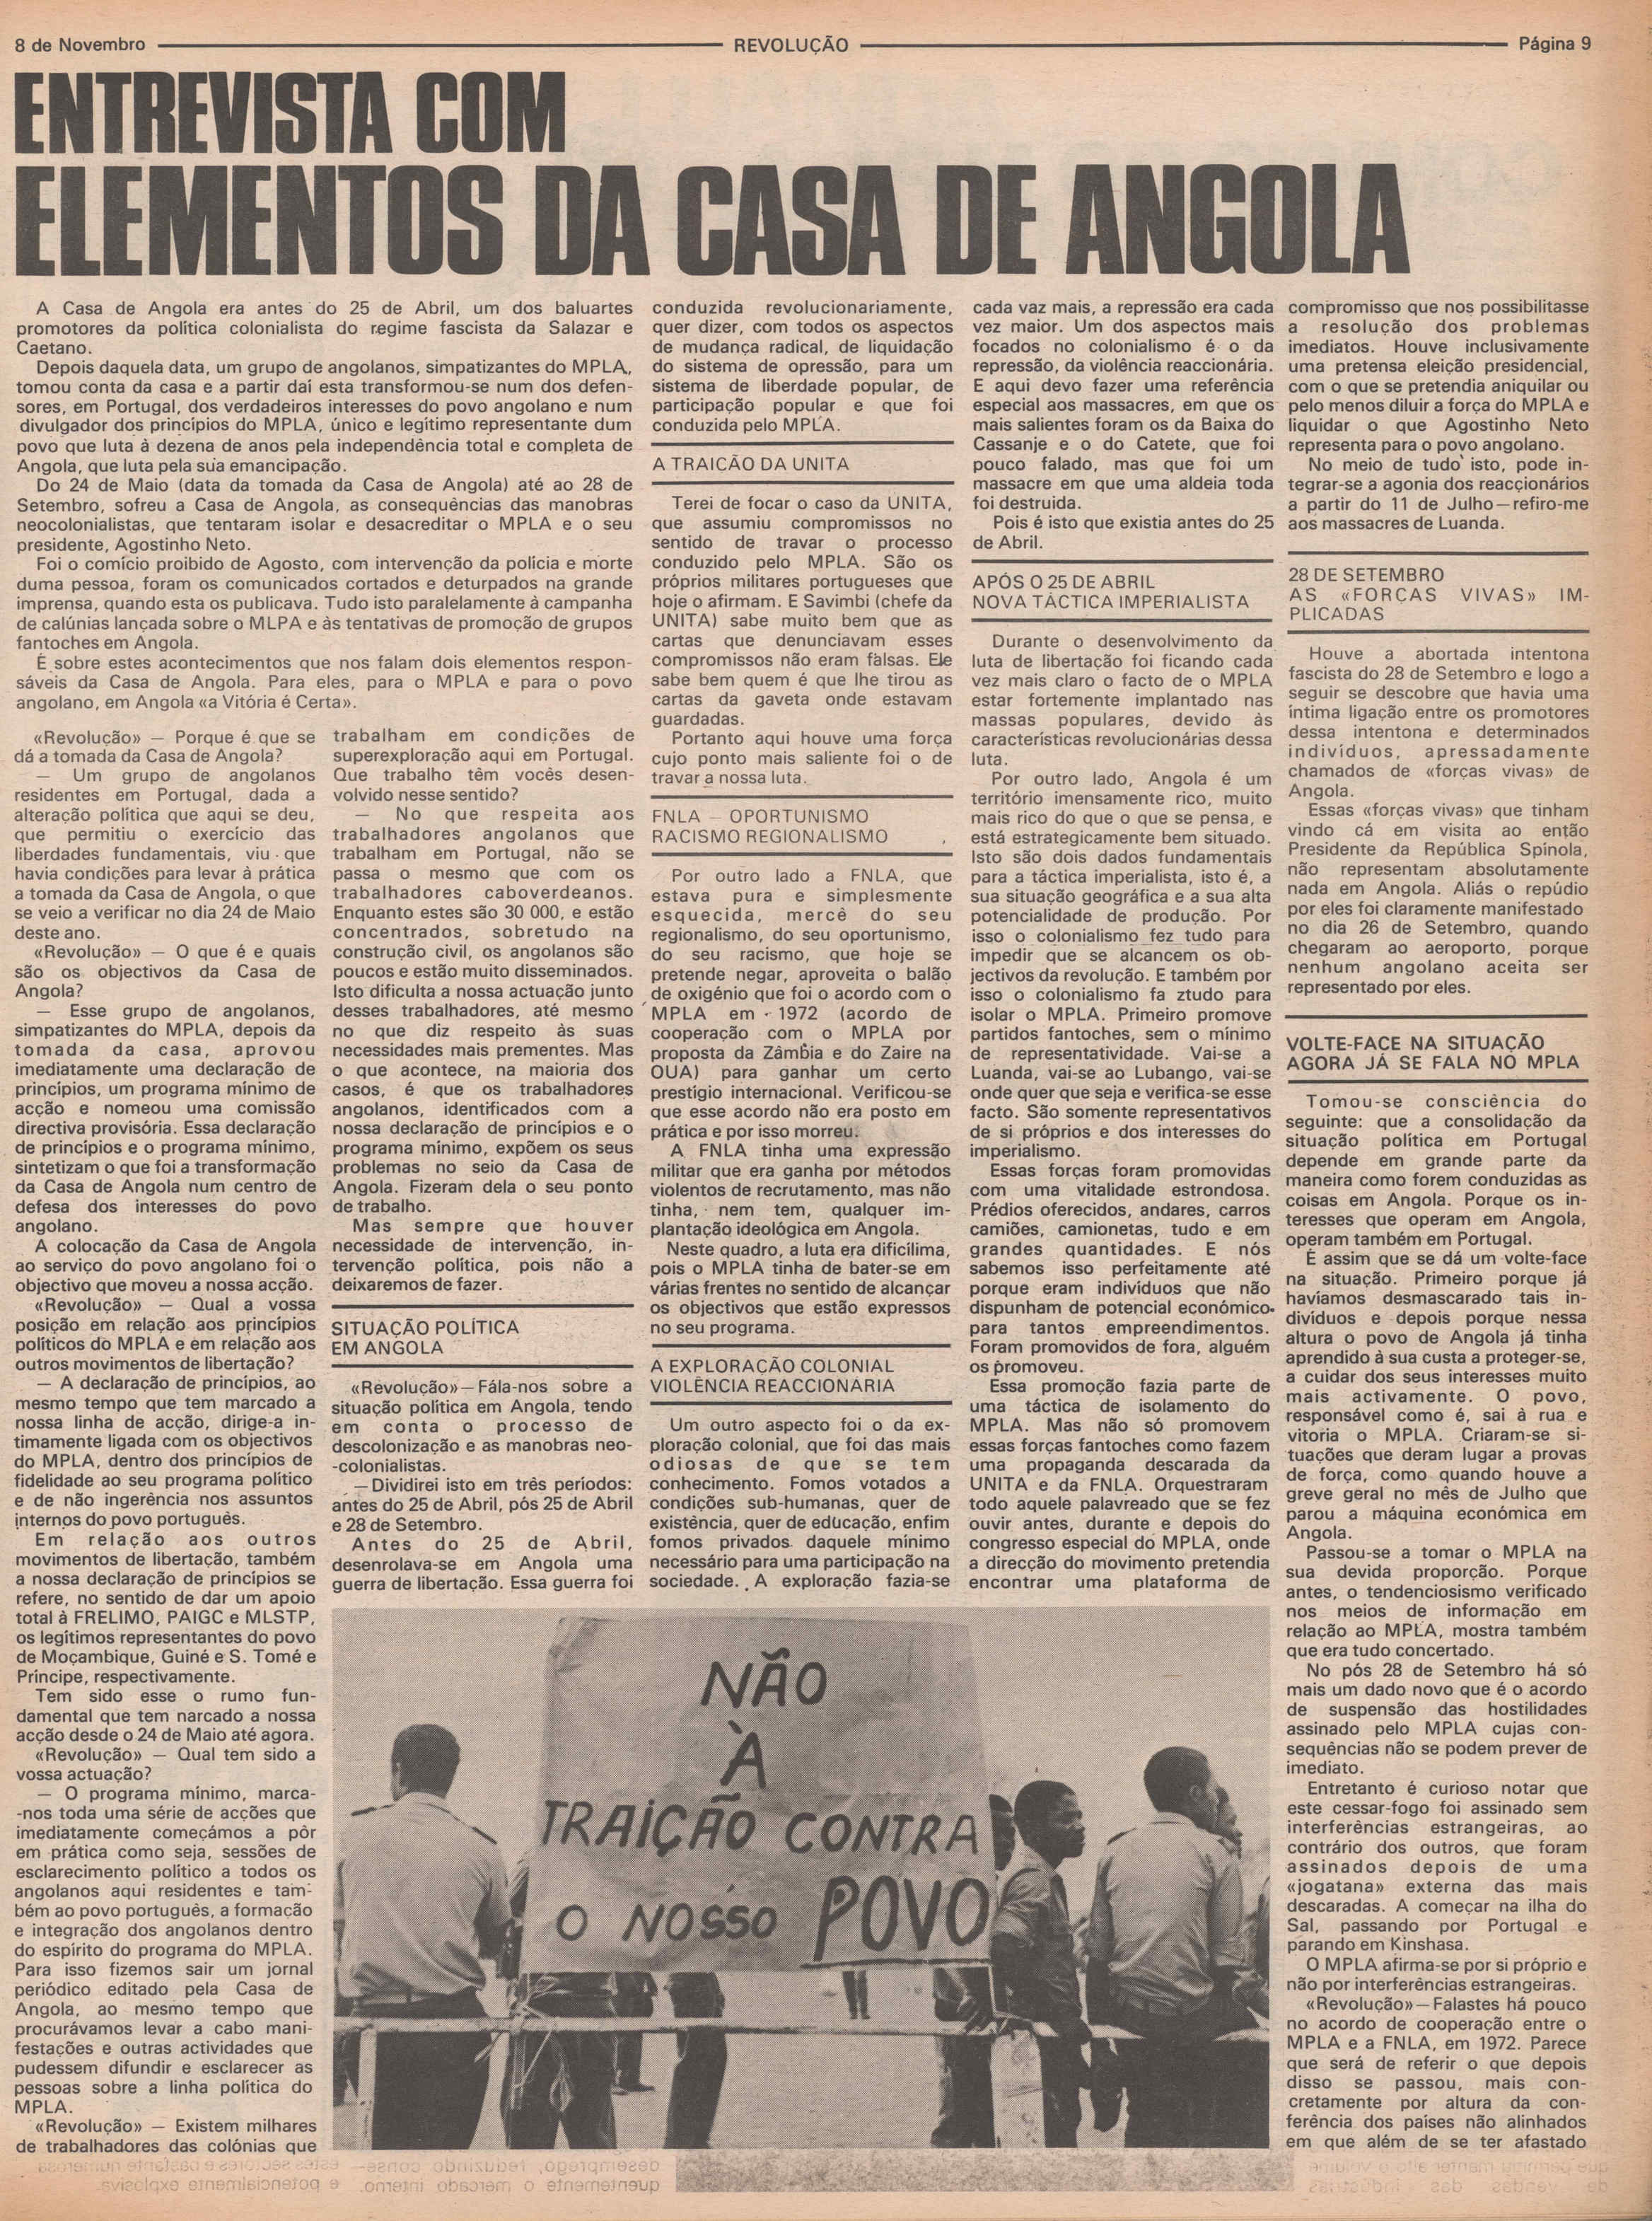 8 de Novembro
REVOLUÇÃO
Página 9
ENTREVISTA COM
ELEMENTOS DA CASA DE ANGOLA
A Casa de Angola era antes do 25 de Abril, um dos baluartes
promotores da política colonialista do regime fascista da Salazar e
Caetano.
Depois daquela data, um grupo de angolanos, simpatizantes do MPLA,
tomou conta da casa e a partir daí esta transformou-se num dos defen-
sores, em Portugal, dos verdadeiros interesses do povo angolano e num
divulgador dos princípios do MPLA, único e legítimo representante dum
povo que luta à dezena de anos pela independência total e completa de
Angola, que luta pela sua emancipação.
Do 24 de Maio (data da tomada da Casa de Angola) até ao 28 de
Setembro, sofreu a Casa de Angola, as consequências das manobras
neocolonialistas, que tentaram isolar e desacreditar o MPLA e o seu
presidente, Agostinho Neto.
Foi o comício proibido de Agosto, com intervenção da polícia e morte
duma pessoa, foram os comunicados cortados e deturpados na grande
imprensa, quando esta os publicava. Tudo isto paralelamente à campanha
de calúnias lançada sobre o MLPA e às tentativas de promoção de grupos
fantoches em Angola.
É sobre estes acontecimentos que nos falam dois elementos respon-
sáveis da Casa de Angola. Para eles, para o MPLA e para o povo
angolano, em Angola «a Vitória é Certa».
«Revolução» — Porque é que se
dá a tomada da Casa de Angola?
— Um grupo de angolanos
residentes em Portugal, dada a
alteração política que aqui se deu,
que permitiu o exercício das
liberdades fundamentais, viu que
havia condições para levar à prática
a tomada da Casa de Angola, o que
se veio a verificar no dia 24 de Maio
deste ano.
«Revolução» — O que é e quais
são os objectivos da Casa de
Angola?
— Esse grupo de angolanos,
simpatizantes do MPLA, depois da
tomada da casa, aprovou
imediatamente uma declaração de
princípios, um programa mínimo de
acção e nomeou uma comissão
directiva provisória. Essa declaração
de princípios e o programa mínimo,
sintetizam o que foi a transformação
da Casa de Angola num centro de
defesa dos interesses do povo
angolano.
A colocação da Casa de Angola
ao serviço do povo angolano foi o
objectivo que moveu a nossa acção.
«Revolução» — Qual a vossa
posição em relação aos princípios
políticos do MPLA e em relação aos
outros movimentos de libertação?
— A declaração de princípios, ao
mesmo tempo que tem marcado a
nossa linha de acção, dirige-a in-
timamente ligada com os objectivos
do MPLA, dentro dos princípios de
fidelidade ao seu programa político
e de não ingerência nos assuntos
internos do povo português.
Em relação aos outros
movimentos de libertação, também
a nossa declaração de princípios se
refere, no sentido de dar um apoio
total à FRELIMO, PAIGC e MLSTP,
os legítimos representantes do povo
de Moçambique, Guiné e S. Tomé e
Príncipe, respectivamente.
Tem sido esse o rumo fun-
damental que tem narcado a nossa
acção desde o 24 de Maio até agora.
«Revolução» — Qual tem sido a
vossa actuação?
— O programa mínimo, marca-
-nos toda uma série de acções que
imediatamente começámos a pôr
em prática como seja, sessões de
esclarecimento político a todos os
angolanos aqui residentes e tam-
bém ao povo português, a formação
e integração dos angolanos dentro
do espírito do programa do MPLA.
Para isso fizemos sair um jornal
periódico editado pela Casa de
Angola, ao mesmo tempo que
procurávamos levar a cabo mani-
festações e outras actividades que
pudessem difundir e esclarecer as
pessoas sobre a linha política do
MPLA.
«Revolução» — Existem milhares
de trabalhadores das colónias que
trabalham em condições de
superexploração aqui em Portugal.
Que trabalho têm vocês desen-
volvido nesse sentido?
— No que respeita aos
trabalhadores angolanos que
trabalham em Portugal, não se
passa o mesmo que com os
trabalhadores caboverdeanos.
Enquanto estes são 30 000, e estão
concentrados, sobretudo na
construção civil, os angolanos são
poucos e estão muito disseminados.
Isto dificulta a nossa actuação junto
desses trabalhadores, até mesmo
no que diz respeito às suas
necessidades mais prementes. Mas
o que acontece, na maioria dos
casos, é que os trabalhadores
angolanos, identificados com a
nossa declaração de princípios e o
programa mínimo, expõem os seus
problemas no seio da Casa de
Angola. Fizeram dela o seu ponto
de trabalho.
Mas sempre que houver
necessidade de intervenção, in-
tervenção política, pois não a
deixaremos de fazer.
SITUAÇÃO POLÍTICA
EM ANGOLA
«Revolução»—Fála-nos sobre a
situação política em Angola, tendo
em conta o processo de
descolonização e as manobras neo-
-colonialistas.
—Dividirei isto em três períodos:
antes do 25 de Abril, pós 25 de Abril
e 28 de Setembro.
Antes do 25 de Abril,
desenrolava-se em Angola uma
guerra de libertação. Essa guerra foi
conduzida revolucionariamente,
quer dizer, com todos os aspectos
de mudança radical, de liquidação
do sistema de opressão, para um
sistema de liberdade popular, de
participação popular e que foi
conduzida pelo MPLA.
A TRAICÃO DA UNITA
Terei de focar o caso da UNITA,
que assumiu compromissos no
sentido de travar o processo
conduzido pelo MPLA. São os
próprios militares portugueses que
hoje o afirmam. E Savimbi (chefe da
UNITA) sabe muito bem que as
cartas que denunciavam esses
compromissos não eram falsas. Ele
sabe bem quem é que lhe tirou as
cartas da gaveta onde estavam
guardadas.
Portanto aqui houve uma força
cujo ponto mais saliente foi o de
travar a nossa luta.
FNLA — OPORTUNISMO
RACISMO REGIONALISMO
Por outro lado a FNLA, que
estava pura e simplesmente
esquecida, mercê do seu
regionalismo, do seu oportunismo,
do seu racismo, que hoje se
pretende negar, aproveita o balão
de oxigénio que foi o acordo com o
MPLA em 1972 (acordo de
cooperação com o MPLA por
proposta da Zâmbia e do Zaire na
OUA) para ganhar um certo
prestígio internacional. Verificou-se
que esse acordo não era posto em
prática e por isso morreu.
A FNLA tinha uma expressão
militar que era ganha por métodos
violentos de recrutamento, mas não
tinha, nem tem, qualquer im-
plantação ideológica em Angola.
Neste quadro, a luta era dificílima,
pois o MPLA tinha de bater-se em
várias frentes no sentido de alcançar
os objectivos que estão expressos
no seu programa.
A EXPLORAÇÃO COLONIAL
VIOLÊNCIA REACCIONARIA
Um outro aspecto foi o da ex-
ploração colonial, que foi das mais
odiosas de que se tem
conhecimento. Fomos votados a
condições sub-humanas, quer de
existência, quer de educação, enfim
fomos privados daquele mínimo
necessário para uma participação na
sociedade. A exploração fazia-se
cada vaz mais, a repressão era cada
vez maior. Um dos aspectos mais
focados no colonialismo é o da
repressão, da violência reaccionária.
E aqui devo fazer uma referência
especial aos massacres, em que os
mais salientes foram os da Baixa do
Cassanje e o do Catete, que foi
pouco falado, mas que foi um
massacre em que uma aldeia toda
foi destruida.
Pois é isto que existia antes do 25
de Abril.
APÓS O 25 DE ABRIL
NOVA TÁCTICA IMPERIALISTA
Durante o desenvolvimento da
luta de libertação foi ficando cada
vez mais claro o facto de o MPLA
estar fortemente implantado nas
massas populares, devido às
características revolucionárias dessa
luta.
Por outro lado, Angola é um
território imensamente rico, muito
mais rico do que o que se pensa, e
está estrategicamente bem situado.
Isto são dois dados fundamentais
para a táctica imperialista, isto é, a
sua situação geográfica e a sua alta
potencialidade de produção. Por
isso o colonialismo fez tudo para
impedir que se alcancem os ob-
jectivos da revolução. E também por
isso o colonialismo fa ztudo para
isolar o MPLA. Primeiro promove
partidos fantoches, sem o mínimo
de representatividade. Vai-se a
Luanda, vai-se ao Lubango, vai-se
onde quer que seja e verifica-se esse
facto. São somente representativos
de si próprios e dos interesses do
imperialismo.
Essas forças foram promovidas
com uma vitalidade estrondosa.
Prédios oferecidos, andares, carros
camiões, camionetas, tudo e em
grandes quantidades. E nós
sabemos isso perfeitamente até
porque eram indivíduos que não
dispunham de potencial económico
para tantos empreendimentos.
Foram promovidos de fora, alguém
os promoveu.
Essa promoção fazia parte de
uma táctica de isolamento do
MPLA. Mas não só promovem
essas forças fantoches como fazem
uma propaganda descarada da
UNITA e da FNLA. Orquestraram
todo aquele palavreado que se fez
ouvir antes, durante e depois do
congresso especial do MPLA, onde
a direcção do movimento pretendia
encontrar uma plataforma de
compromisso que nos possibilitasse
a resolução dos problemas
imediatos. Houve inclusivamente
uma pretensa eleição presidencial,
com o que se pretendia aniquilar ou
pelo menos diluir a força do MPLA e
liquidar o que Agostinho Neto
representa para o povo angolano.
No meio de tudo isto, pode in-
tegrar-se a agonia dos reaccionários
a partir do 11 de Julho—refiro-me
aos massacres de Luanda.
28 DE SETEMBRO
AS «FORÇAS VIVAS» IM-
PLICADAS
Houve a abortada intentona
fascista do 28 de Setembro e logo a
seguir se descobre que havia uma
íntima ligação entre os promotores
dessa intentona e determinados
indivíduos, apressadamente
chamados de «forças vivas» de
Angola.
Essas «forças vivas» que tinham
vindo cá em visita ao então
Presidente da República Spínola,
não representam absolutamente
nada em Angola. Aliás o repúdio
por eles foi claramente manifestado
no dia 26 de Setembro, quando
chegaram ao aeroporto, porque
nenhum angolano aceita ser
representado por eles.
VOLTE-FACE NA SITUAÇÃO
AGORA JÁ SE FALA NO MPLA
Tomou-se consciência do
seguinte: que a consolidação da
situação política em Portugal
depende em grande parte da
maneira como forem conduzidas as
coisas em Angola. Porque os in-
teresses que operam em Angola,
operam também em Portugal.
É assim que se dá um volte-face
na situação. Primeiro porque já
havíamos desmascarado tais in-
divíduos e depois porque nessa
altura o povo de Angola já tinha
aprendido à sua custa a proteger-se,
a cuidar dos seus interesses muito
mais activamente. O povo,
responsável como é, sai à rua e
vitoria o MPLA. Criaram-se si-
tuações que deram lugar a provas
de força, como quando houve a
greve geral no mês de Julho que
parou a máquina económica em
Angola.
Passou-se a tomar o MPLA na
sua devida proporção. Porque
antes, o tendenciosismo verificado
nos meios de informação em
relação ao MPLA, mostra também
que era tudo concertado.
No pós 28 de Setembro há só
mais um dado novo que é o acordo
de suspensão das hostilidades
assinado pelo MPLA cujas con-
sequências não se podem prever de
imediato.
Entretanto é curioso notar que
este cessar-fogo foi assinado sem
interferências estrangeiras, ao
contrário dos outros, que foram
assinados depois de uma
«jogatana» externa das mais
descaradas. A começar na ilha do
Sal, passando por Portugal e
parando em Kinshasa.
O MPLA afirma-se por si próprio e
não por interferências estrangeiras.
«Revolução»—Falastes há pouco
no acordo de cooperação entre o
MPLA e a FNLA, em 1972. Parece
que será de referir o que depois
disso se passou, mais con-
cretamente por altura da con-
ferência dos países não alinhados
em que além de se ter afastado
NÃO
À
TRAIÇÃO CONTRA
O NOSSO POVO